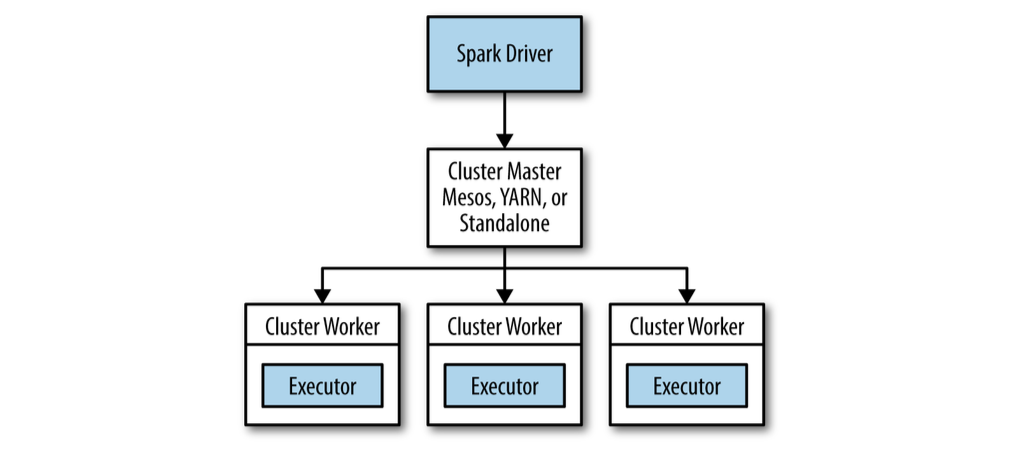 Spark Driver
Cluster Master
Mesos, YARN, or
Standalone
Cluster Worker
Cluster Worker
Cluster Worker
Executor
Executor
Executor